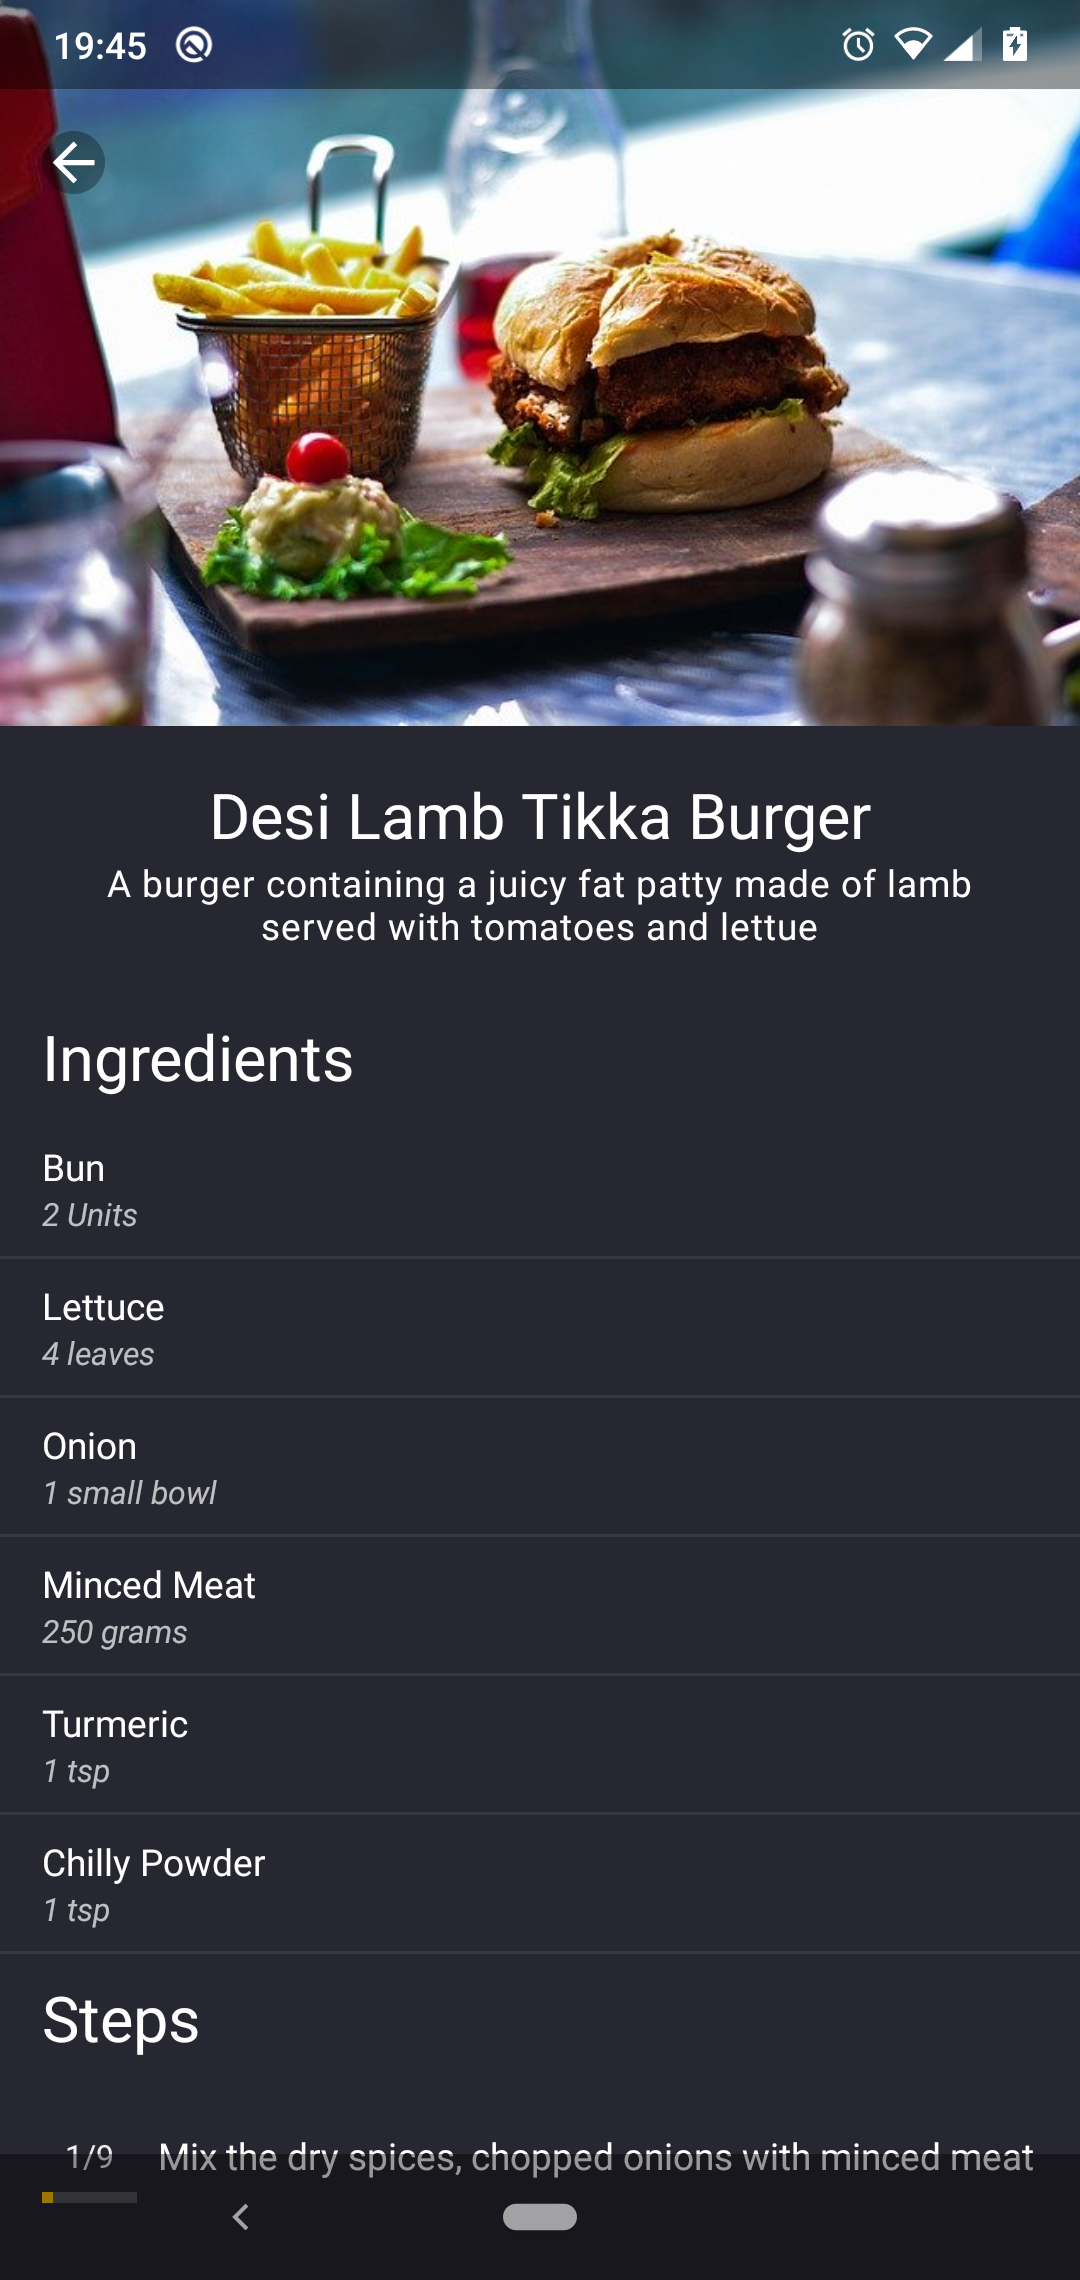 19:45
Desi Lamb Tikka Burger
A burger containing a juicy fat patty made of lamb
served with tomatoes and lettue
Ingredients
Bun
2 Units
Lettuce
4 leaves
Onion
1 small bowl
Minced Meat
250 grams
Turmeric
1 tsp
Chilly Powder
1 tsp
Steps
1/9 Mix the dry spices, chopped onions with minced meat